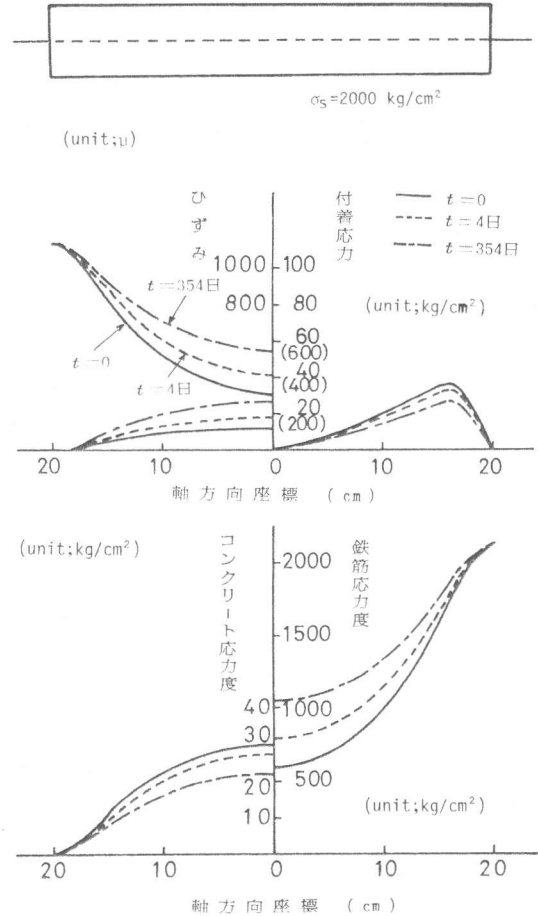 σs=2000 kg/cm²
(unit;μ)
ひずみ
付着応力
t=0
t=4日
t=354日
(unit;kg/cm²)
1000
100
800
80
60
(600)
40
(400)
20
(200)
t=354日
t=0
t=4日
20
10
0
10
20
軸方向座標 (cm)
(unit;kg/cm²)
コンクリート応力度
鉄筋応力度
2000
1500
40
1000
30
20
500
10
(unit;kg/cm²)
20
10
0
10
20
軸方向座標 (cm)